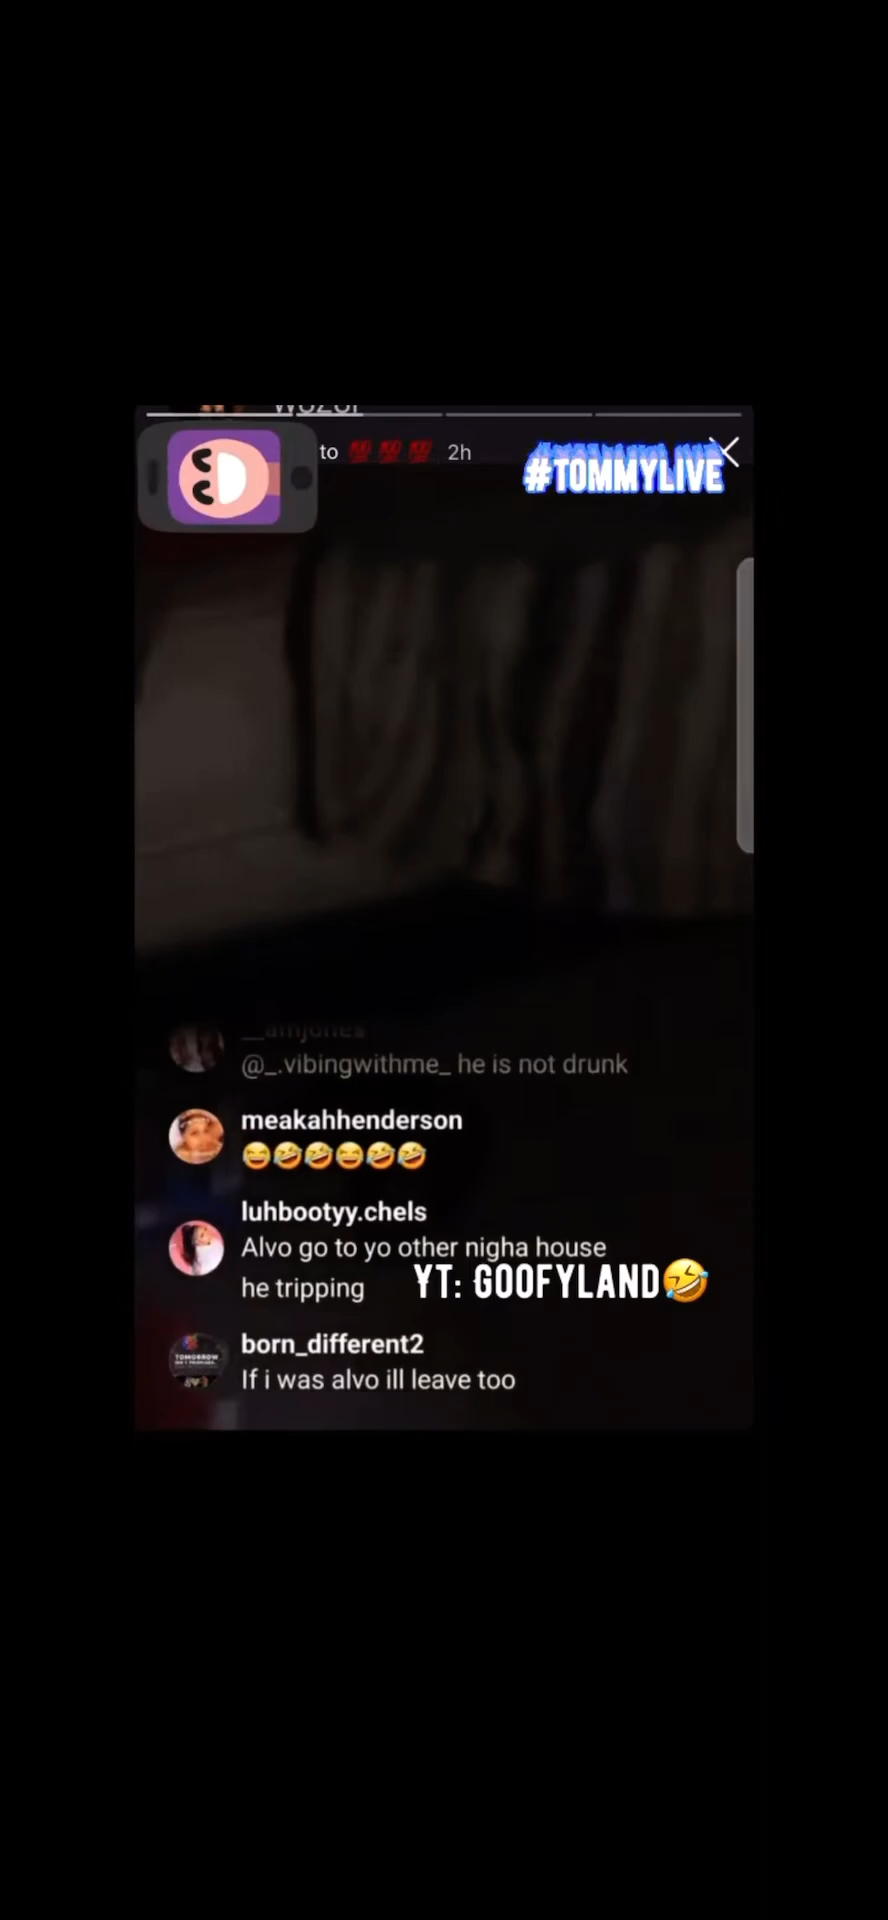 to 💯 💯 💯 2h
#TOMMYLIVE
@_.vibingwithme_ he is not drunk
meakahhenderson
😆🤣🤣😆🤣🤣
luhbootyy.chels
Alvo go to yo other nigha house
he tripping
YT: GOOFYLAND🤣
born_different2
If i was alvo ill leave too